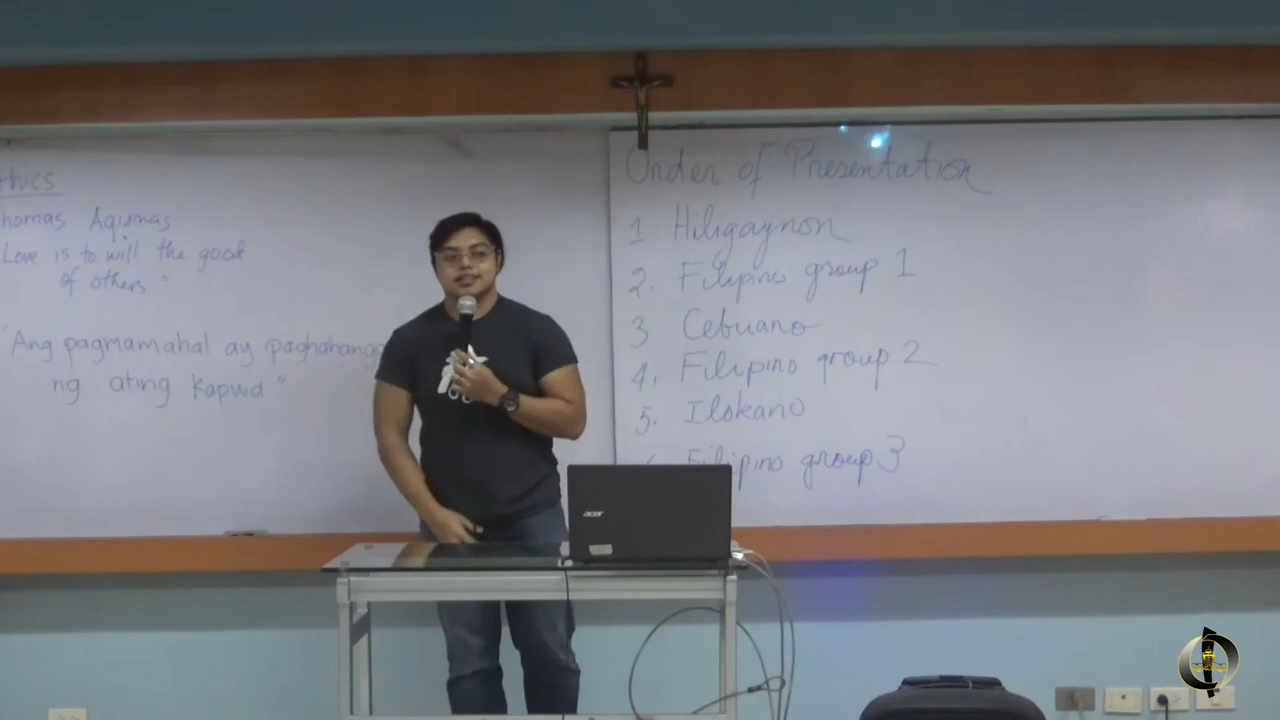 thics
homas Aquinas
Love is to will the good
of others "
"Ang pagmamahal ay paghahanap
ng ating kapwa"
Order of Presentation
1 Hiligaynon
2. Filipino group 1
3 Cebuano
4. Filipino group 2
5. Ilokano
Filipino group 3
acer